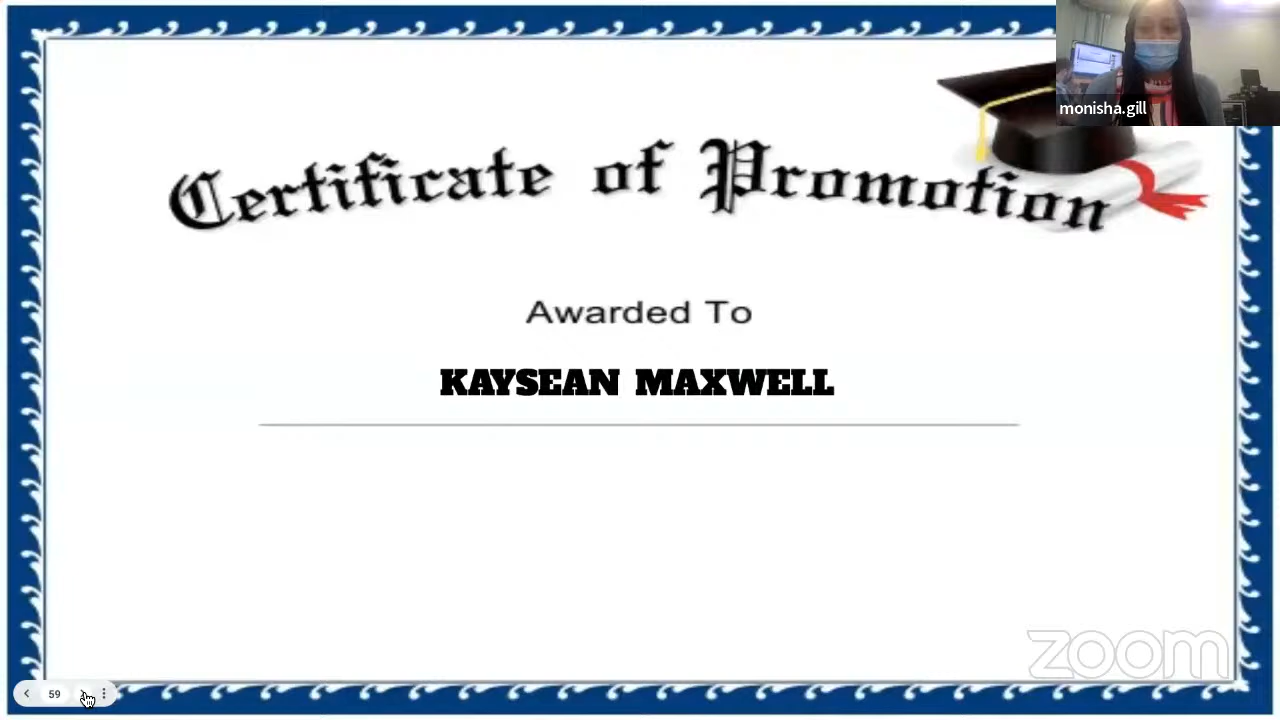 monisha.gill
Certificate of Promotion
Awarded To
KAYSEAN MAXWELL
zoom
59